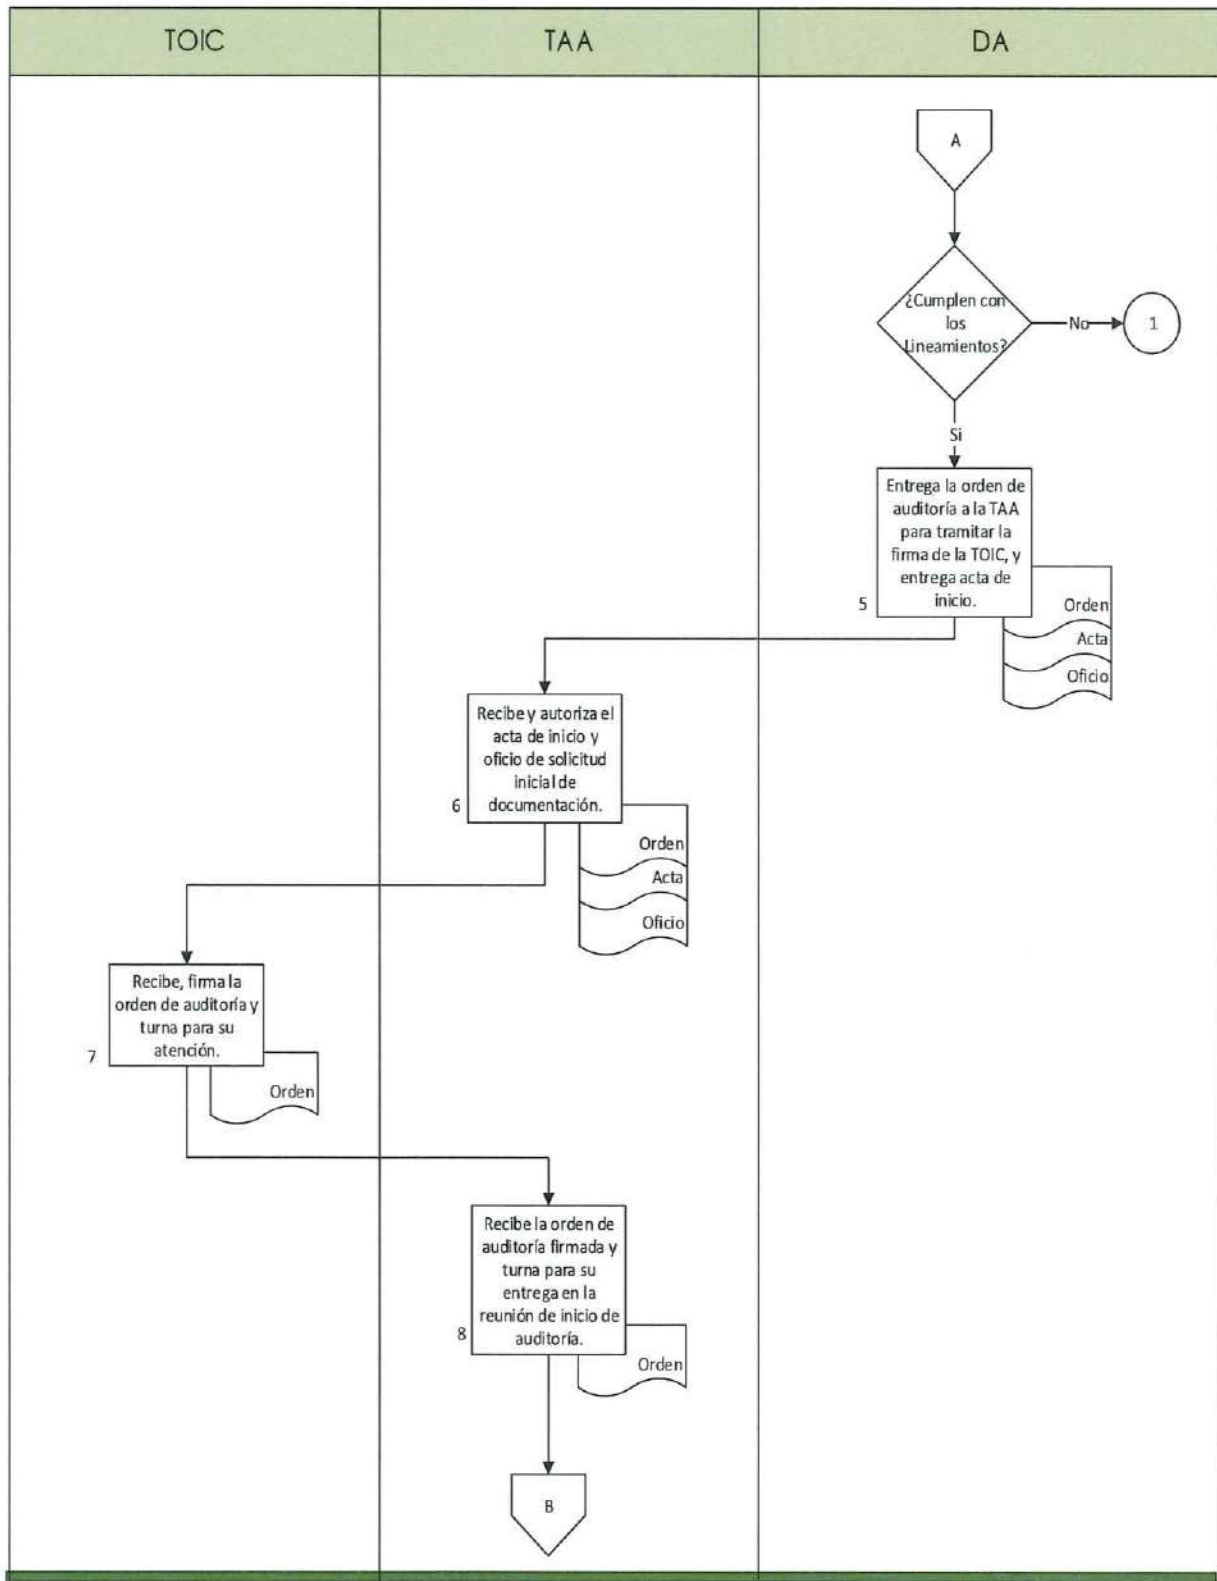 TOIC
TAA
DA
A
¿Cumplen con
los
Lineamientos?
No
1
Si
Entrega la orden de
auditoría a la TAA
para tramitar la
firma de la TOIC, y
entrega acta de
inicio.
5
Orden
Acta
Oficio
Recibe y autoriza el
acta de inicio y
oficio de solicitud
inicial de
documentación.
6
Orden
Acta
Oficio
Recibe, firma la
orden de auditoría y
turna para su
atención.
7
Orden
Recibe la orden de
auditoría firmada y
turna para su
entrega en la
reunión de inicio de
auditoría.
8
Orden
B